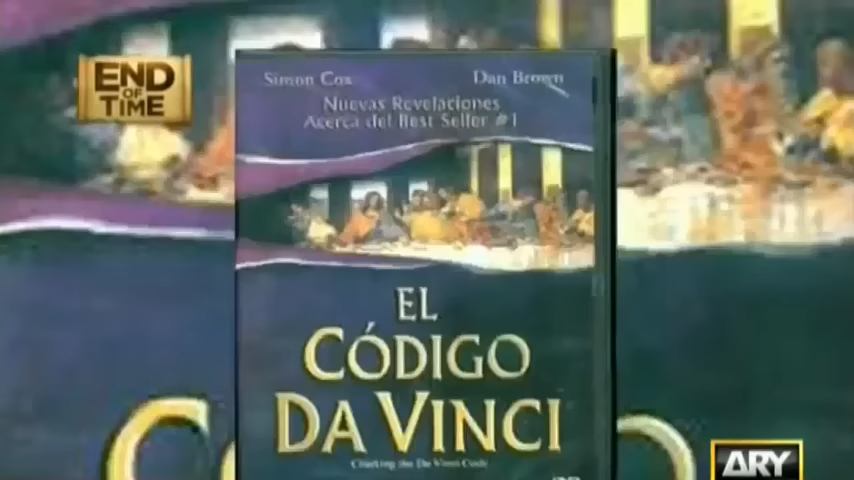 END
OF
TIME
Simon Cox
Dan Brown
Nuevas Revelaciones
Acerca del Best Seller #1
EL
CÓDIGO
DA VINCI
Cracking the Da Vinci Code
ARY